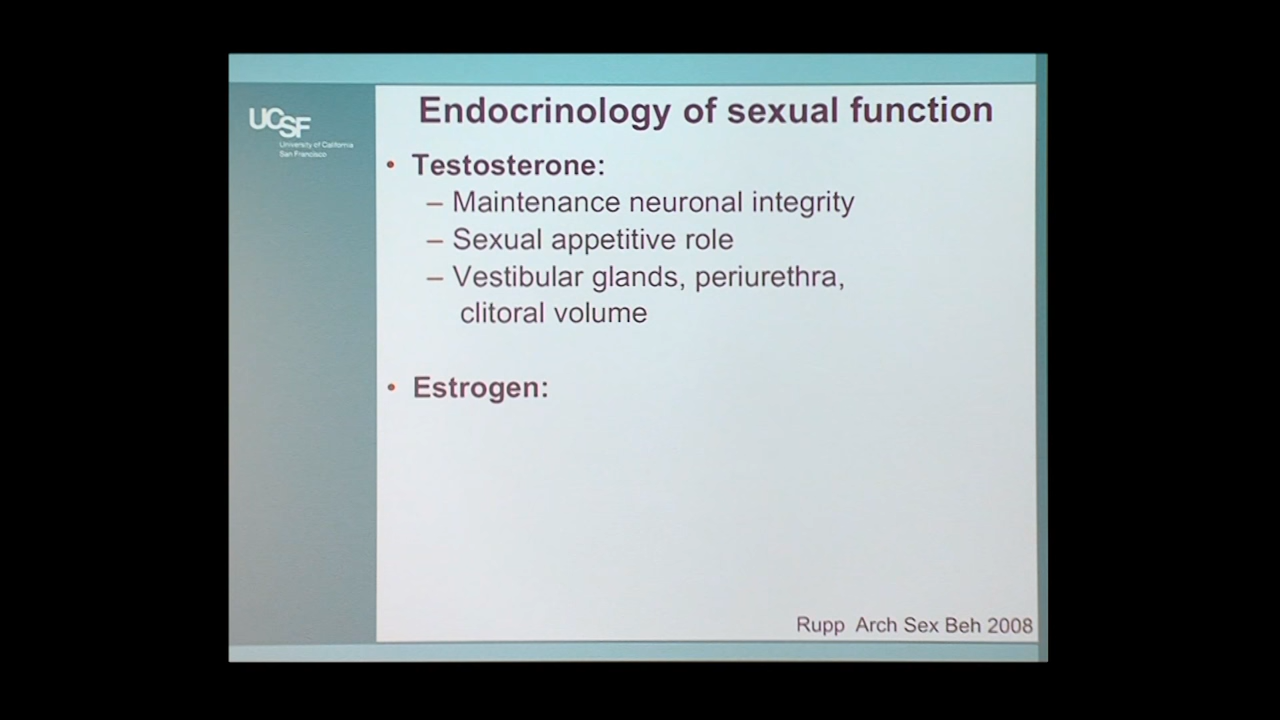 UCSF
University of California
San Francisco
Endocrinology of sexual function
• Testosterone:
– Maintenance neuronal integrity
– Sexual appetitive role
– Vestibular glands, periurethra,
clitoral volume
• Estrogen:
Rupp Arch Sex Beh 2008